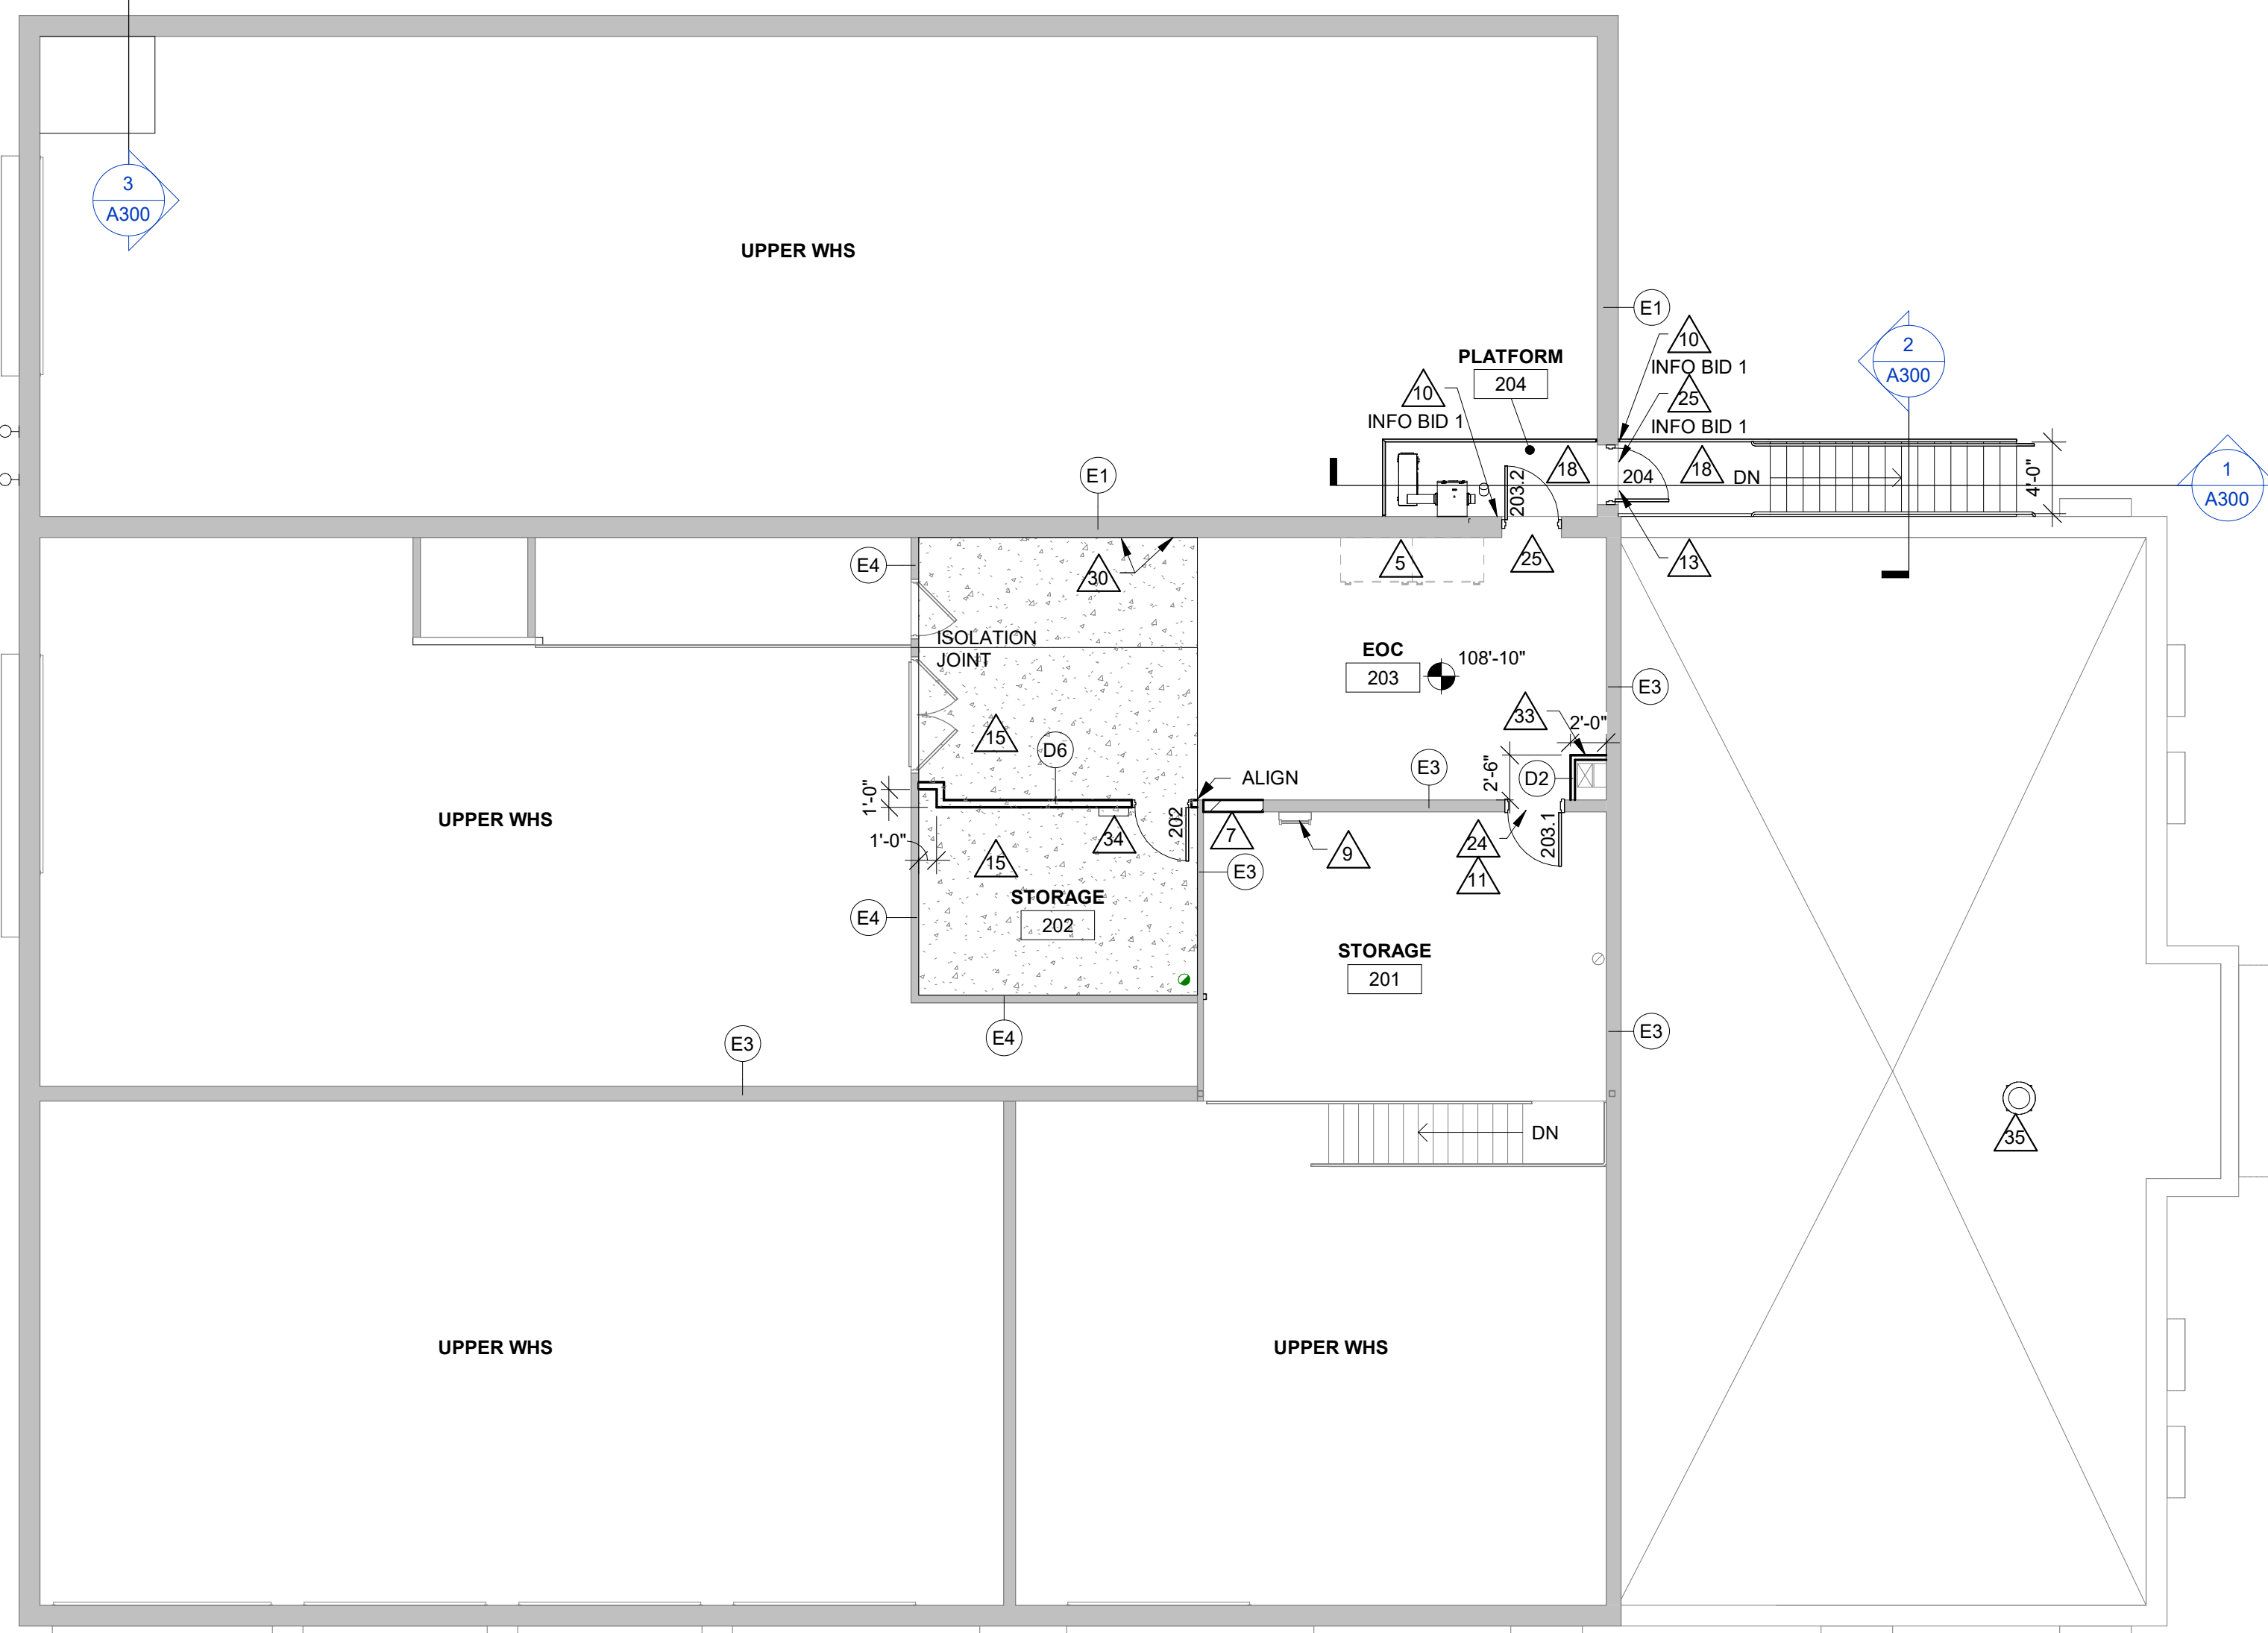 3
A300
UPPER WHS
E1
10
INFO BID 1
25
INFO BID 1
2
A300
PLATFORM
204
10
INFO BID 1
E1
203.2
18
204
18
DN
4'-0"
1
A300
r
E4
30
5
25
13
ISOLATION
JOINT
EOC
203
108'-10"
E3
15
D6
33
2'-0"
ALIGN
E3
2'-6"
D2
1'-0"
UPPER WHS
1'-0"
15
34
202
7
9
24
11
203.1
E3
E4
STORAGE
202
STORAGE
201
E4
E3
E3
35
DN
UPPER WHS
UPPER WHS